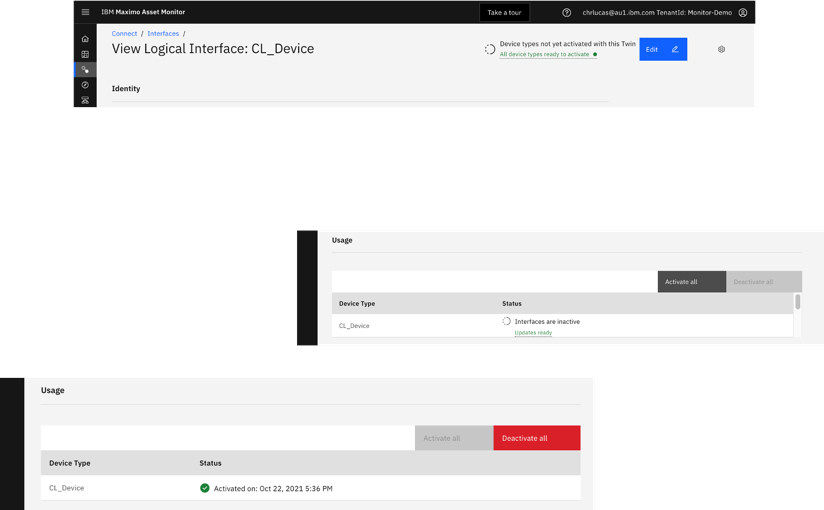 IBM Maximo Asset Monitor
Take a tour
chrlucas@au1.ibm.com TenantId: Monitor-Demo
Connect / Interfaces /
View Logical Interface: CL_Device
Device types not yet activated with this Twin
All device types ready to activate
Edit
Identity
Usage
Activate all
Deactivate all
Device Type
Status
CL_Device
Interfaces are inactive
Updates ready
Usage
Activate all
Deactivate all
Device Type
Status
CL_Device
Activated on: Oct 22, 2021 5:36 PM